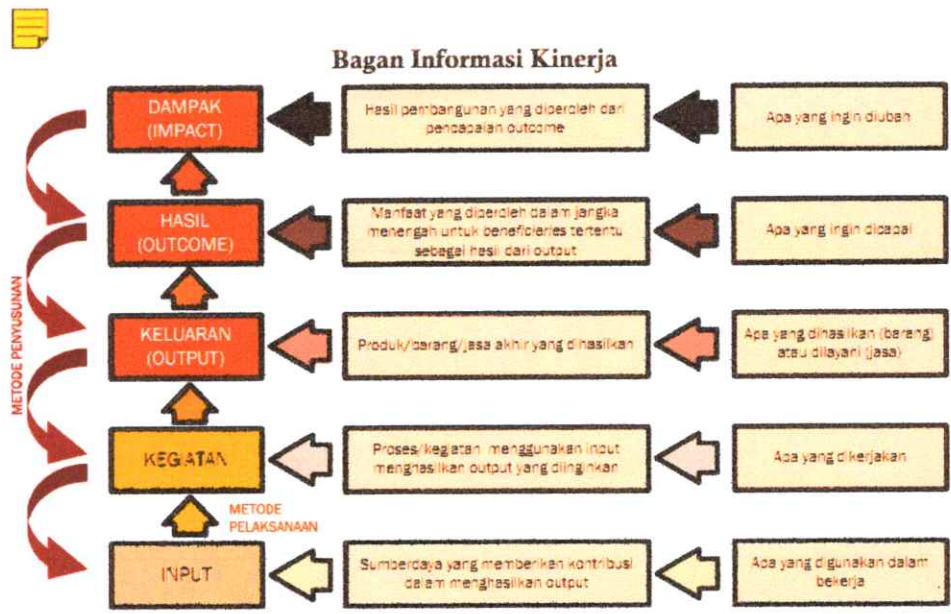 Bagan Informasi Kinerja
DAMPAK
(IMPACT)
Hasil pembangunan yang diperoleh dari
pencapaian outcome
Apa yang ingin diubah
HASIL
(OUTCOME)
Manfaat yang diperoleh dalam jangka
menengah untuk beneficieries tertentu
sebagai hasil dari output
Apa yang ingin dicapai
KELUARAN
(OUTPUT)
Produk/barang/jasa akhir yang dihasilkan
Apa yang dihasilkan (barang)
atau dilayani (jasa)
KEGIATAN
Proses/kegiatan menggunakan input
menghasilkan output yang diinginkan
Apa yang dikerjakan
METODE
PELAKSANAAN
INPUT
Sumberdaya yang memberikan kontribusi
dalam menghasilkan output
Apa yang digunakan dalam
bekerja
METODE PENYUSUNAN